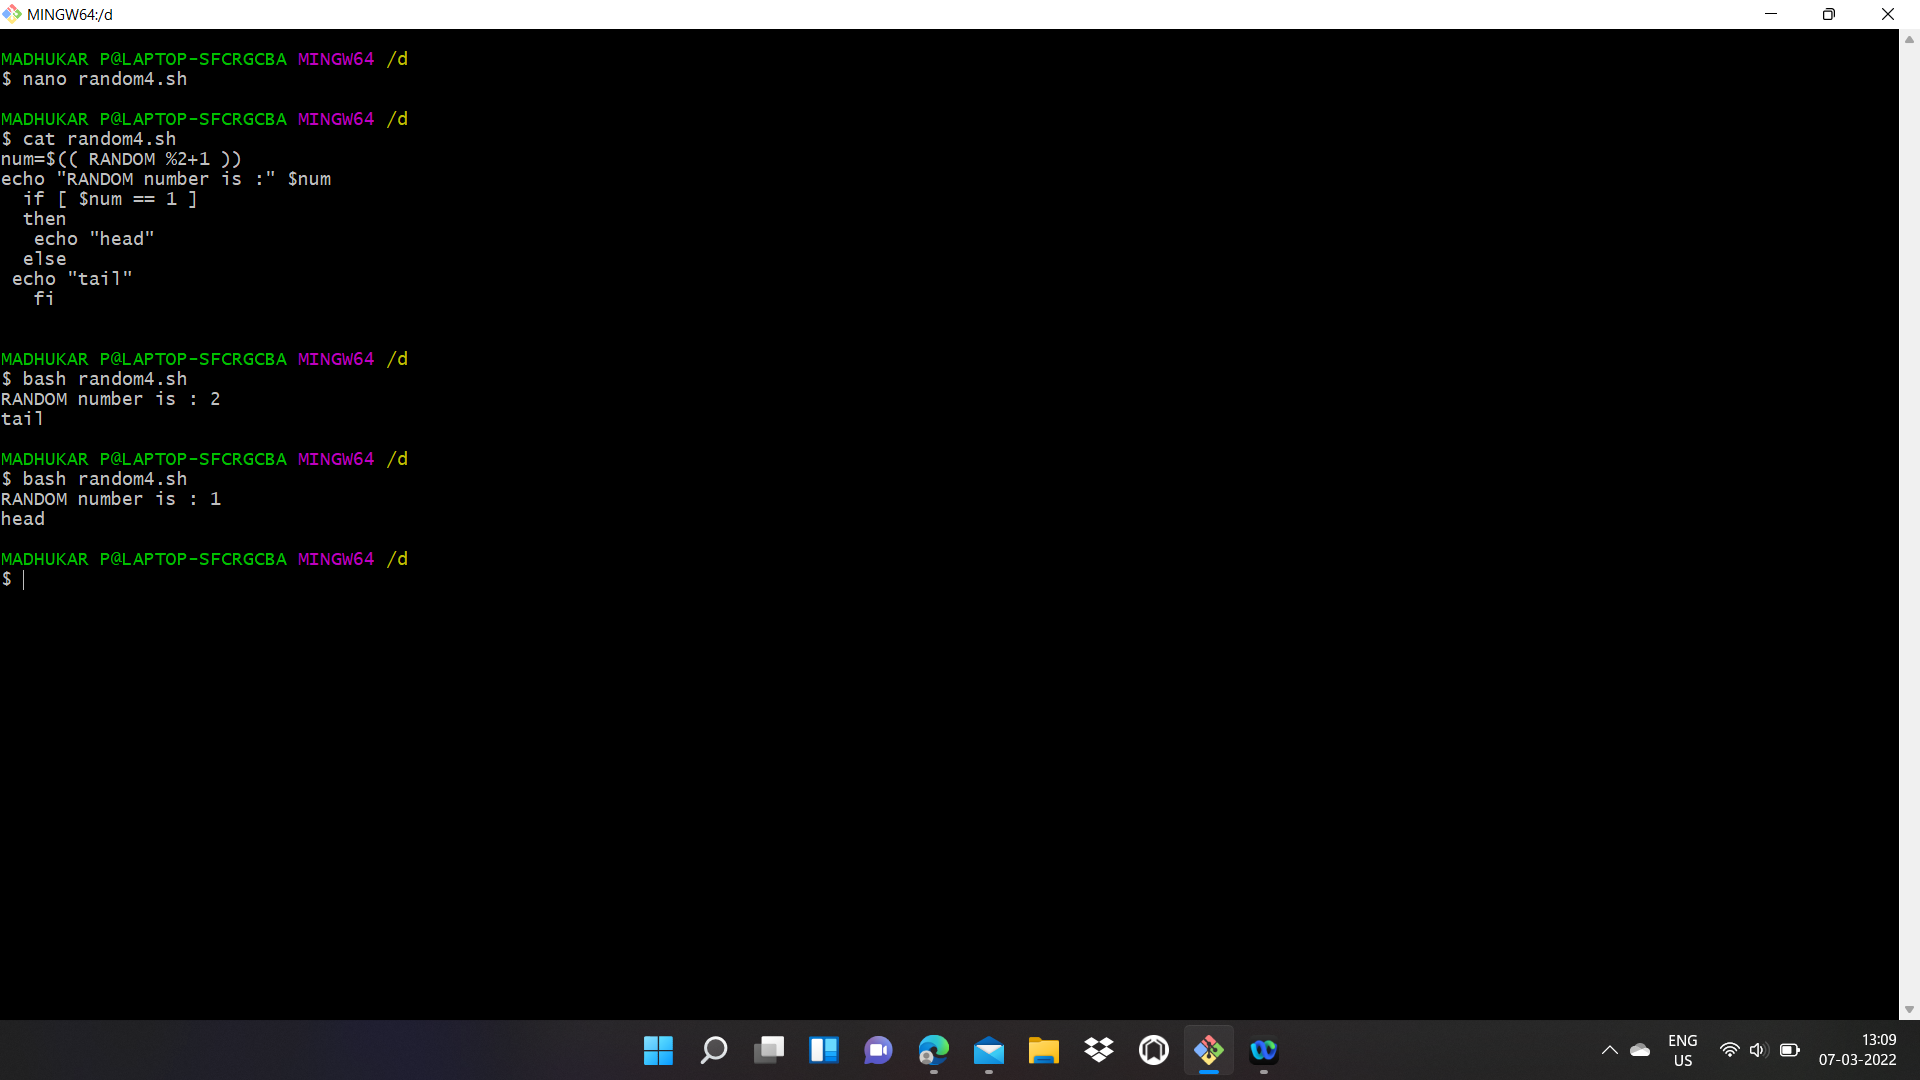 MINGW64:/d
MADHUKAR P@LAPTOP-SFCRGCBA MINGW64 /d
$ nano random4.sh
MADHUKAR P@LAPTOP-SFCRGCBA MINGW64 /d
$ cat random4.sh
num=$(( RANDOM %2+1 ))
echo "RANDOM number is :" $num
  if [ $num == 1 ]
  then
   echo "head"
  else
 echo "tail"
   fi
MADHUKAR P@LAPTOP-SFCRGCBA MINGW64 /d
$ bash random4.sh
RANDOM number is : 2
tail
MADHUKAR P@LAPTOP-SFCRGCBA MINGW64 /d
$ bash random4.sh
RANDOM number is : 1
head
MADHUKAR P@LAPTOP-SFCRGCBA MINGW64 /d
$
ENG
US
13:09
07-03-2022